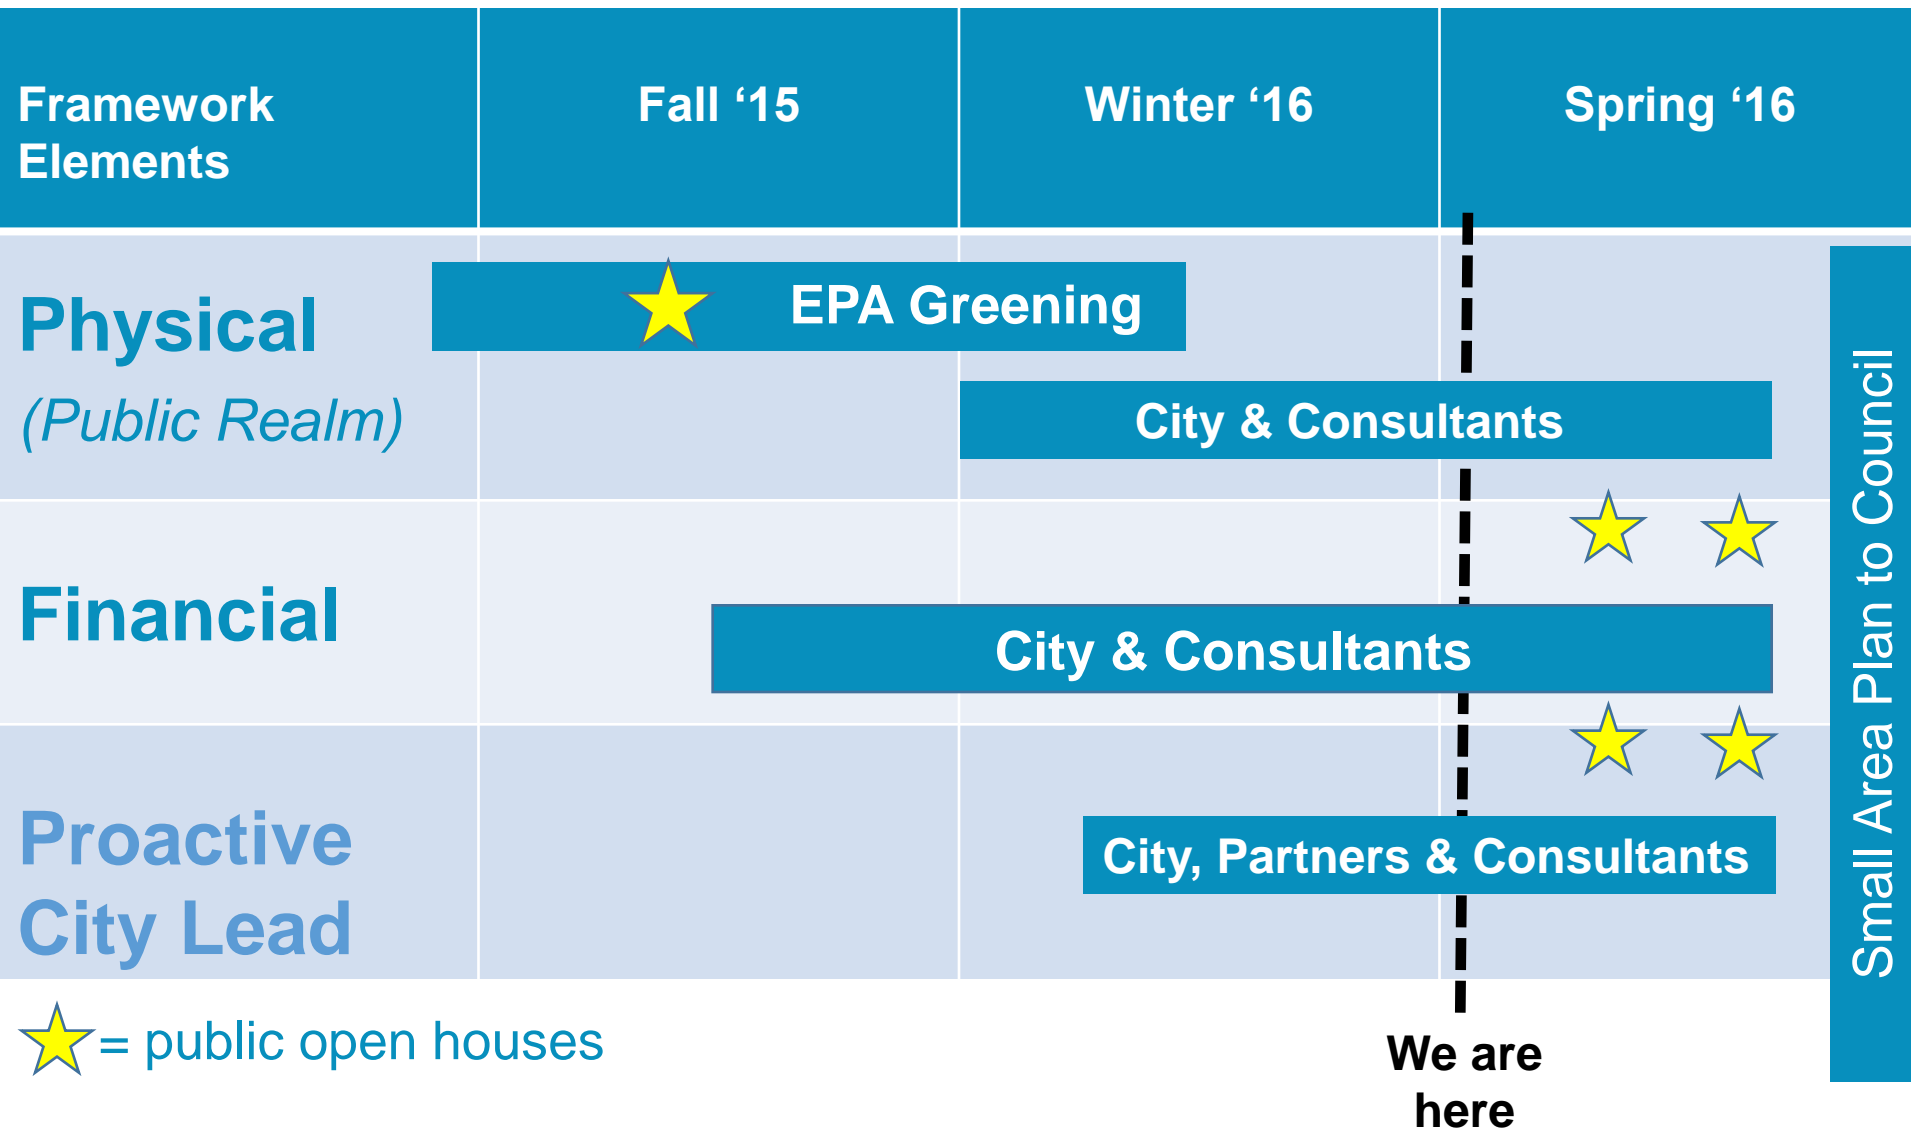 Framework
Elements
Fall ‘15
Winter ‘16
Spring ‘16
Physical
(Public Realm)
EPA Greening
City & Consultants
Financial
City & Consultants
Proactive
City Lead
City, Partners & Consultants
Small Area Plan to Council
= public open houses
We are
here